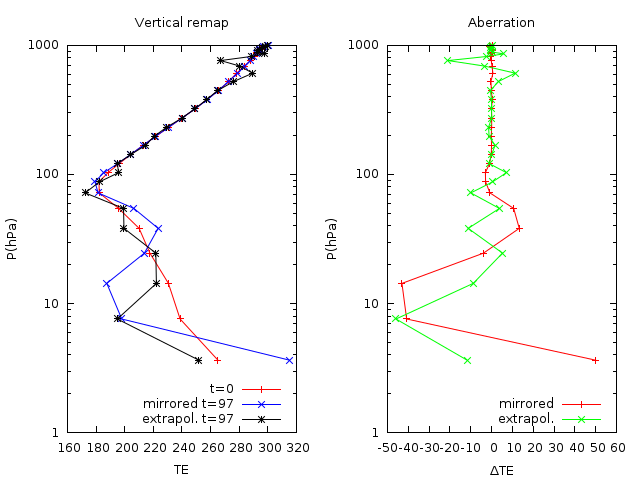 Vertical remap
1000
100
10
1
P(hPa)
160 180 200 220 240 260 280 300 320
TE
t=0
mirrored t=97
extrapol. t=97
Aberration
1000
100
10
1
P(hPa)
-50 -40 -30 -20 -10 0 10 20 30 40 50 60
ΔTE
mirrored
extrapol.